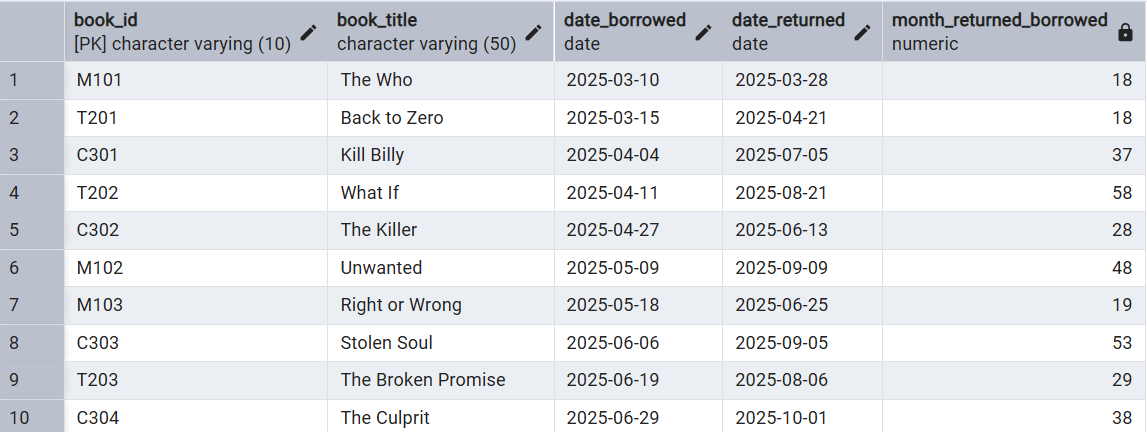 book_id book_title date_borrowed date_returned month_returned_borrowed
[PK] character varying (10) character varying (50) date date numeric
1 M101 The Who 2025-03-10 2025-03-28 18
2 T201 Back to Zero 2025-03-15 2025-04-21 18
3 C301 Kill Billy 2025-04-04 2025-07-05 37
4 T202 What If 2025-04-11 2025-08-21 58
5 C302 The Killer 2025-04-27 2025-06-13 28
6 M102 Unwanted 2025-05-09 2025-09-09 48
7 M103 Right or Wrong 2025-05-18 2025-06-25 19
8 C303 Stolen Soul 2025-06-06 2025-09-05 53
9 T203 The Broken Promise 2025-06-19 2025-08-06 29
10 C304 The Culprit 2025-06-29 2025-10-01 38